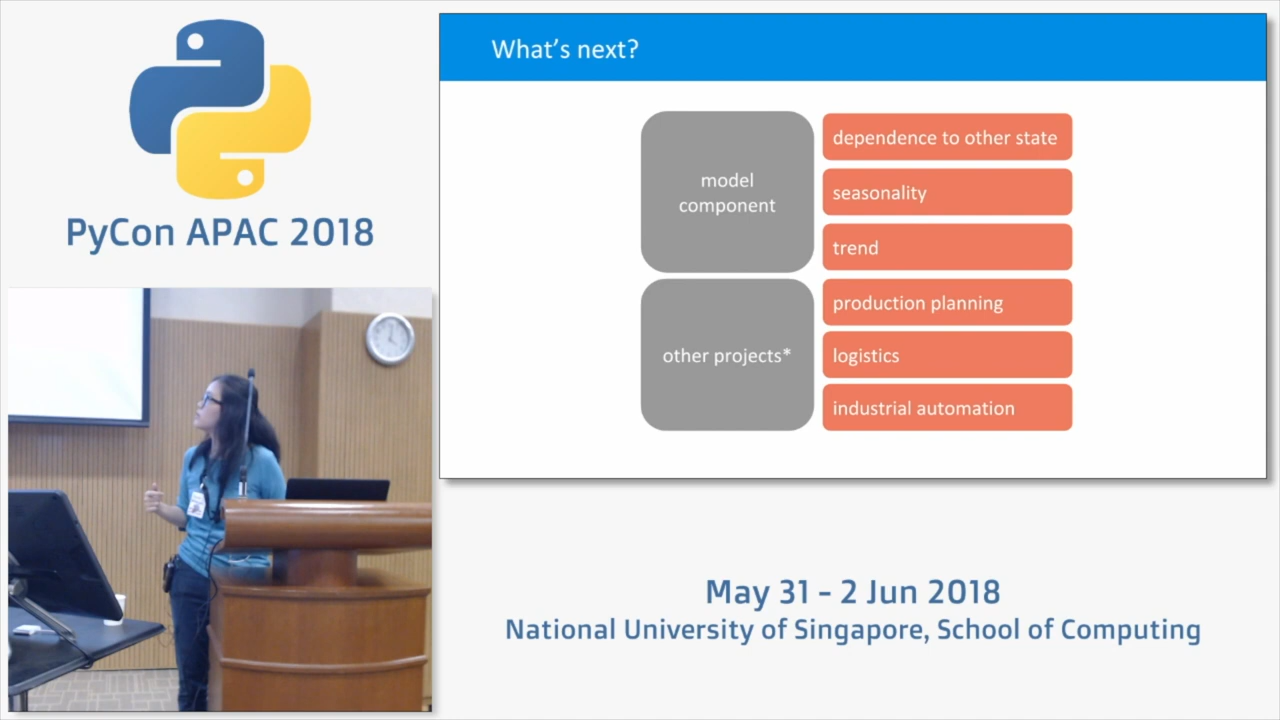 PyCon APAC 2018
What's next?
model
component
dependence to other state
seasonality
trend
other projects*
production planning
logistics
industrial automation
May 31 - 2 Jun 2018
National University of Singapore, School of Computing